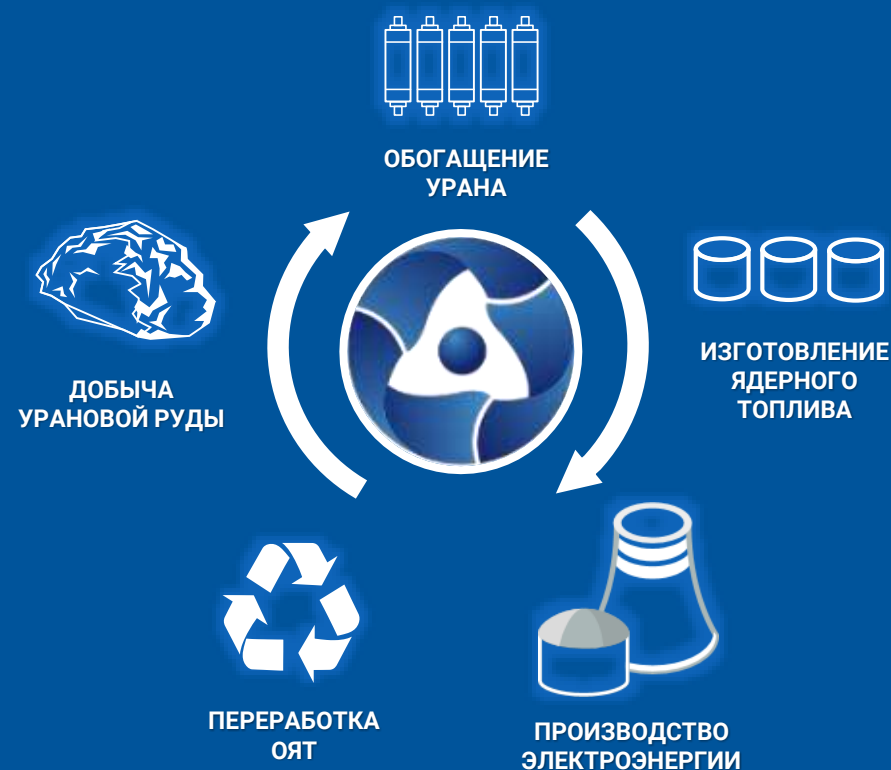 ОБОГАЩЕНИЕ
УРАНА
ДОБЫЧА
УРАНОВОЙ РУДЫ
ИЗГОТОВЛЕНИЕ
ЯДЕРНОГО
ТОПЛИВА
ПЕРЕРАБОТКА
ОЯТ
ПРОИЗВОДСТВО
ЭЛЕКТРОЭНЕРГИИ